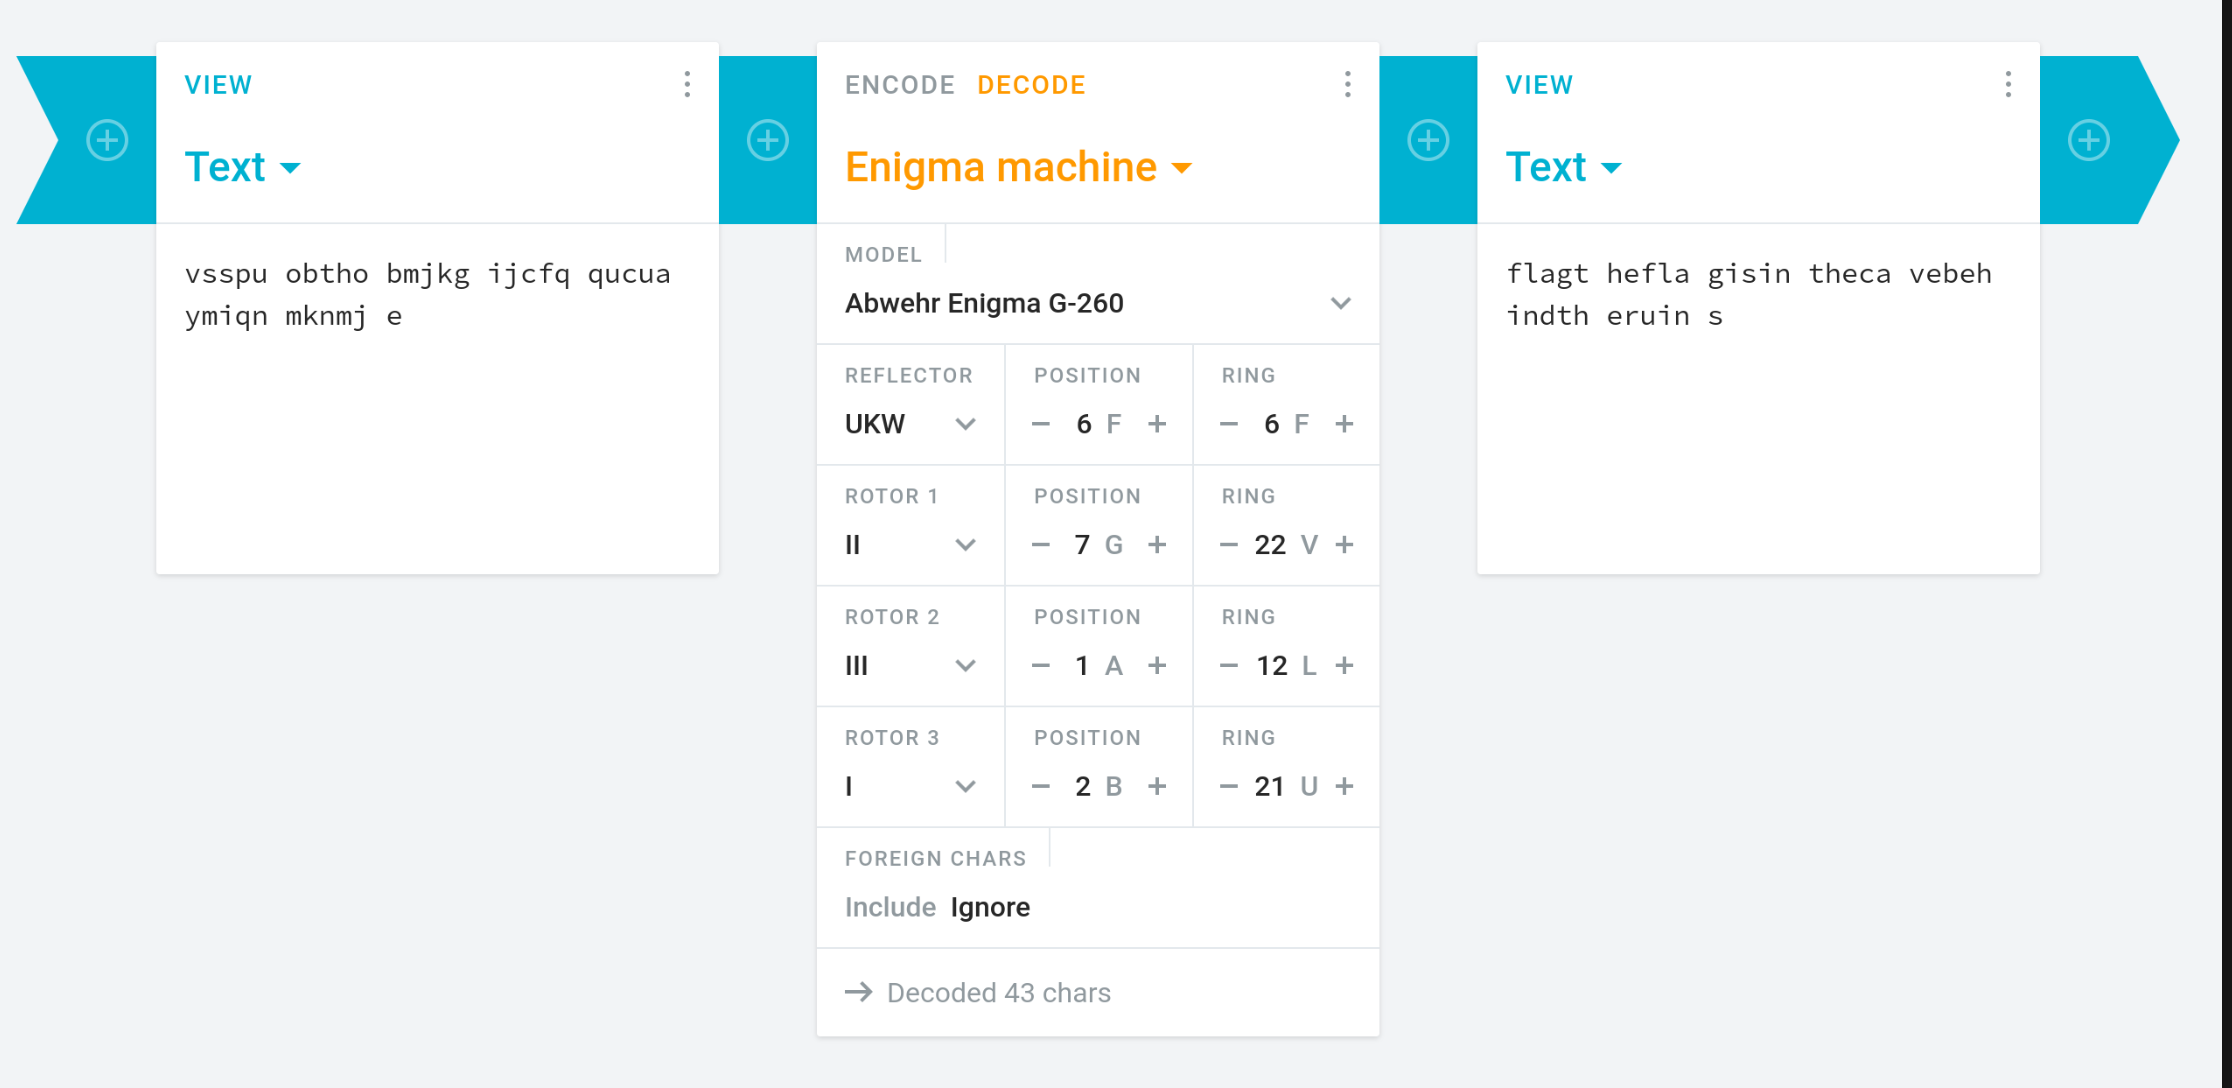 VIEW
Text
vsspu obtho bmjkg ijcfq qucua
ymiqn mknmj e
ENCODE DECODE
Enigma machine
MODEL
Abwehr Enigma G-260
REFLECTOR POSITION RING
UKW − 6 F + − 6 F +
ROTOR 1 POSITION RING
II − 7 G + − 22 V +
ROTOR 2 POSITION RING
III − 1 A + − 12 L +
ROTOR 3 POSITION RING
I − 2 B + − 21 U +
FOREIGN CHARS
Include Ignore
→ Decoded 43 chars
VIEW
Text
flagt hefla gisin theca vebeh
indth eruin s